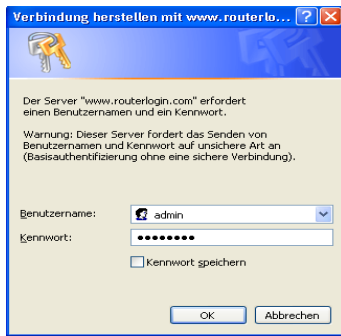 Verbindung herstellen mit www.routerlo...
Der Server "www.routerlogin.com" erfordert
einen Benutzernamen und ein Kennwort.
Warnung: Dieser Server fordert das Senden von
Benutzernamen und Kennwort auf unsichere Art an
(Basisauthentifizierung ohne eine sichere Verbindung).
Benutzername:
admin
Kennwort:
••••••••
Kennwort speichern
OK
Abbrechen